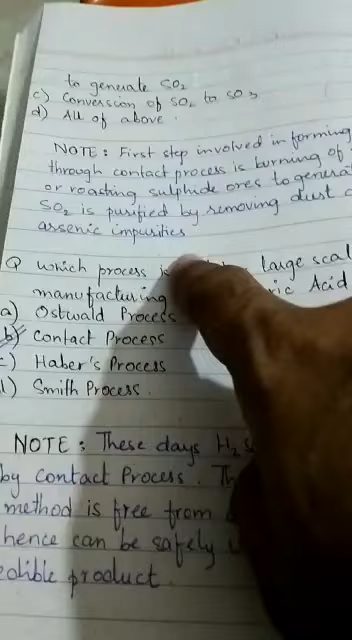 to generate SO2
c) Conversion of SO2 to SO3
d) All of above.
NOTE: First step involved in forming
through contact process is burning of
or roasting sulphide ores to genera
SO2 is purified by removing dust
arsenic impurities
Q which process large scal
manufacturing ric Acid
a) Ostwald Process
b) Contact Process
c) Haber's Process
d) Smith Process.
NOTE: These days H2S
by Contact Process. Th
method is free from
hence can be safely
edible product.